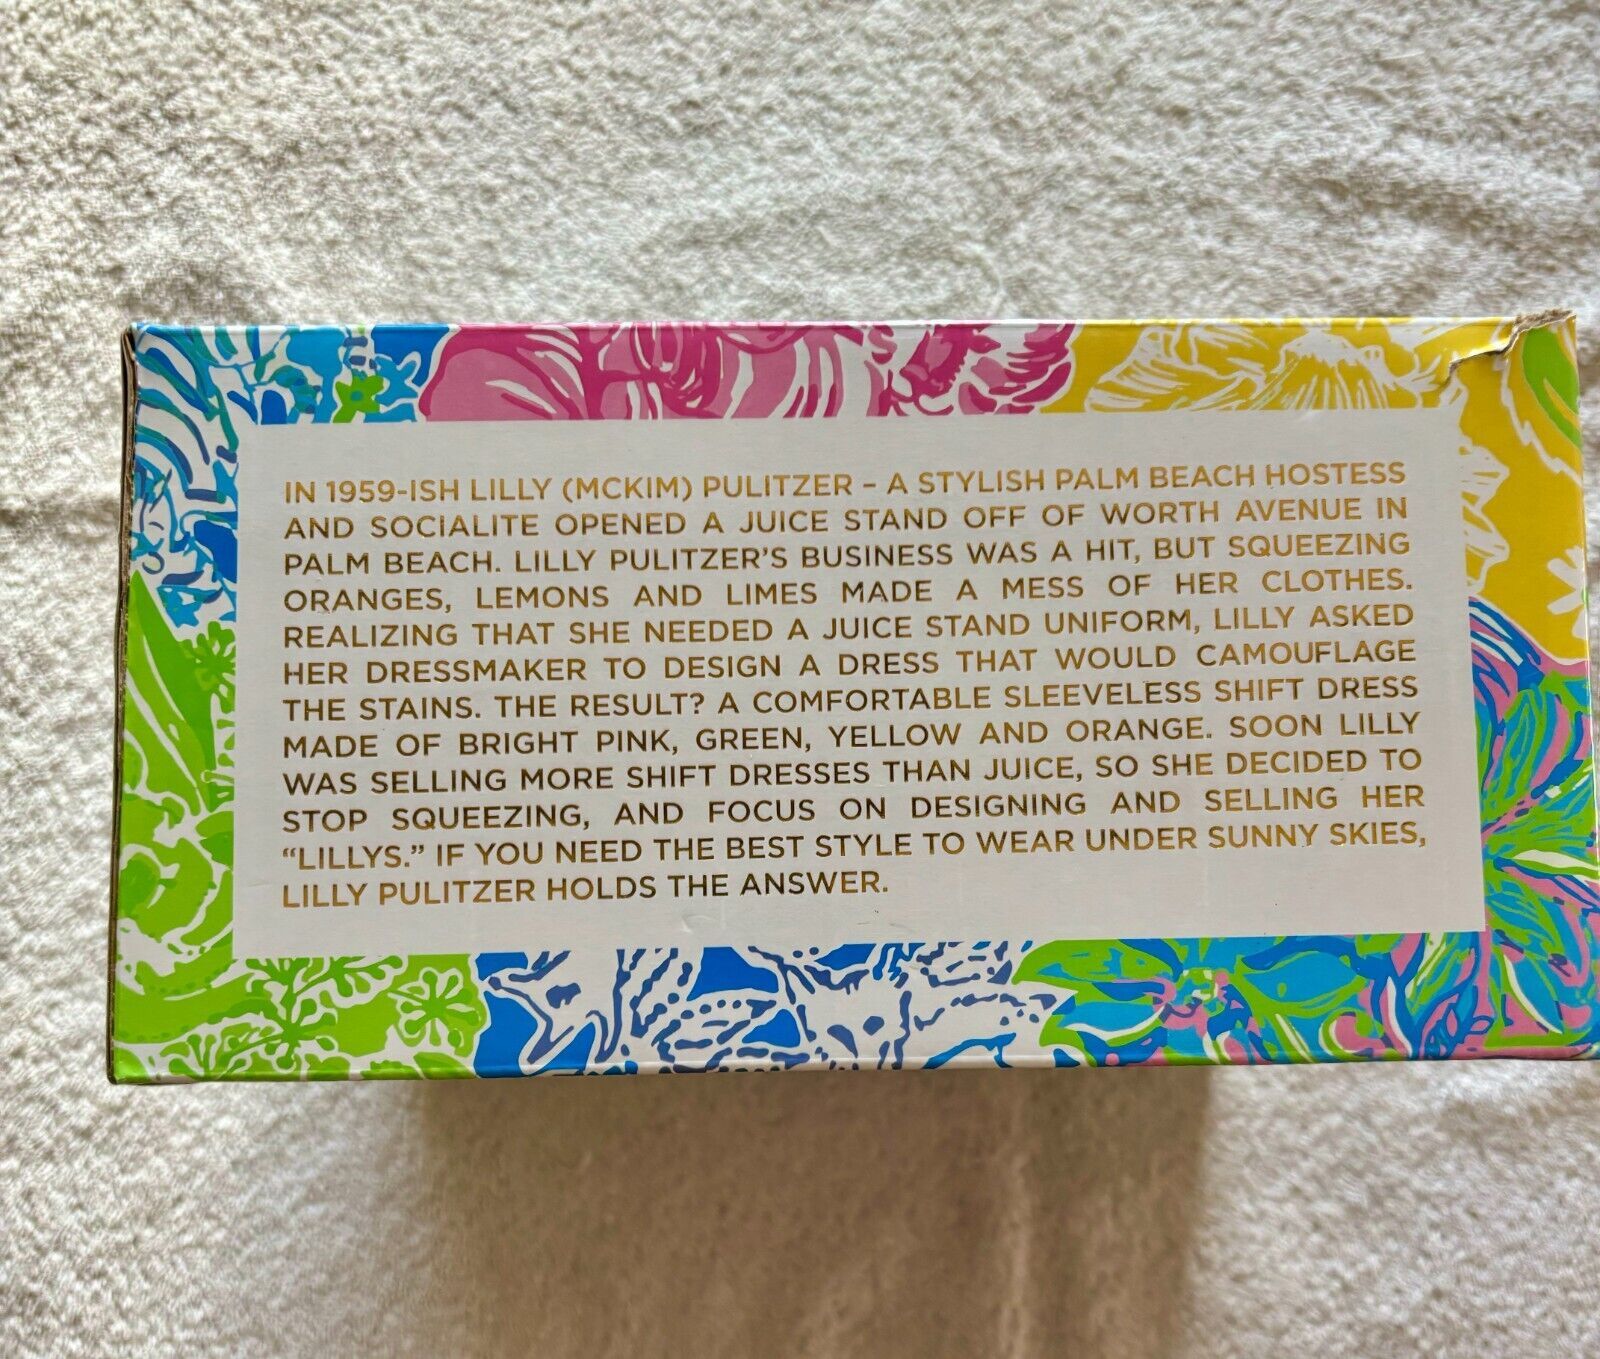 IN 1959-ISH LILLY (MCKIM) PULITZER – A STYLISH PALM BEACH HOSTESS
AND SOCIALITE OPENED A JUICE STAND OFF OF WORTH AVENUE IN
PALM BEACH. LILLY PULITZER'S BUSINESS WAS A HIT, BUT SQUEEZING
ORANGES, LEMONS AND LIMES MADE A MESS OF HER CLOTHES.
REALIZING THAT SHE NEEDED A JUICE STAND UNIFORM, LILLY ASKED
HER DRESSMAKER TO DESIGN A DRESS THAT WOULD CAMOUFLAGE
THE STAINS. THE RESULT? A COMFORTABLE SLEEVELESS SHIFT DRESS
MADE OF BRIGHT PINK, GREEN, YELLOW AND ORANGE. SOON LILLY
WAS SELLING MORE SHIFT DRESSES THAN JUICE, SO SHE DECIDED TO
STOP SQUEEZING, AND FOCUS ON DESIGNING AND SELLING HER
“LILLYS.” IF YOU NEED THE BEST STYLE TO WEAR UNDER SUNNY SKIES,
LILLY PULITZER HOLDS THE ANSWER.